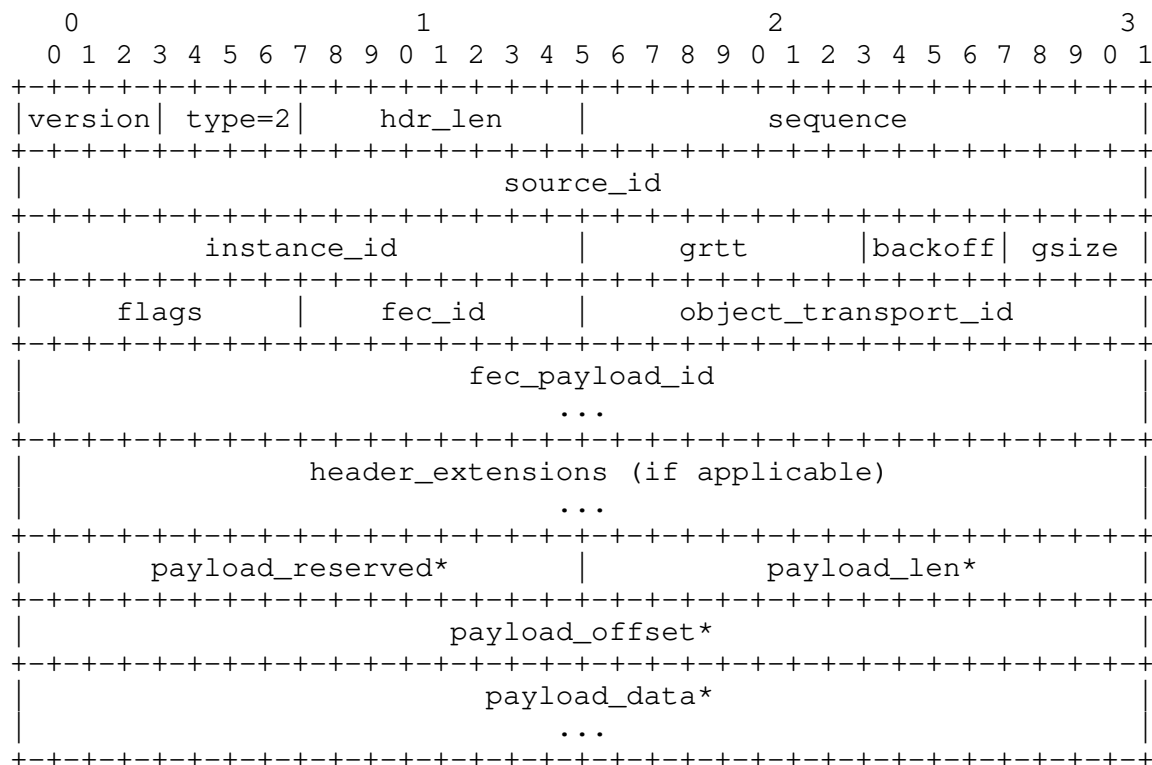 0                   1                   2                   3
 0 1 2 3 4 5 6 7 8 9 0 1 2 3 4 5 6 7 8 9 0 1 2 3 4 5 6 7 8 9 0 1
+-+-+-+-+-+-+-+-+-+-+-+-+-+-+-+-+-+-+-+-+-+-+-+-+-+-+-+-+-+-+-+-+
|version| type=2|    hdr_len    |          sequence             |
+-+-+-+-+-+-+-+-+-+-+-+-+-+-+-+-+-+-+-+-+-+-+-+-+-+-+-+-+-+-+-+-+
|                           source_id                           |
+-+-+-+-+-+-+-+-+-+-+-+-+-+-+-+-+-+-+-+-+-+-+-+-+-+-+-+-+-+-+-+-+
|          instance_id          |     grtt      |backoff| gsize |
+-+-+-+-+-+-+-+-+-+-+-+-+-+-+-+-+-+-+-+-+-+-+-+-+-+-+-+-+-+-+-+-+
|     flags     |    fec_id     |     object_transport_id       |
+-+-+-+-+-+-+-+-+-+-+-+-+-+-+-+-+-+-+-+-+-+-+-+-+-+-+-+-+-+-+-+-+
|                         fec_payload_id                        |
|                              ...                              |
+-+-+-+-+-+-+-+-+-+-+-+-+-+-+-+-+-+-+-+-+-+-+-+-+-+-+-+-+-+-+-+-+
|                header_extensions (if applicable)              |
|                              ...                              |
+-+-+-+-+-+-+-+-+-+-+-+-+-+-+-+-+-+-+-+-+-+-+-+-+-+-+-+-+-+-+-+-+
|       payload_reserved*       |          payload_len*         |
+-+-+-+-+-+-+-+-+-+-+-+-+-+-+-+-+-+-+-+-+-+-+-+-+-+-+-+-+-+-+-+-+
|                        payload_offset*                        |
+-+-+-+-+-+-+-+-+-+-+-+-+-+-+-+-+-+-+-+-+-+-+-+-+-+-+-+-+-+-+-+-+
|                          payload_data*                        |
|                              ...                              |
+-+-+-+-+-+-+-+-+-+-+-+-+-+-+-+-+-+-+-+-+-+-+-+-+-+-+-+-+-+-+-+-+